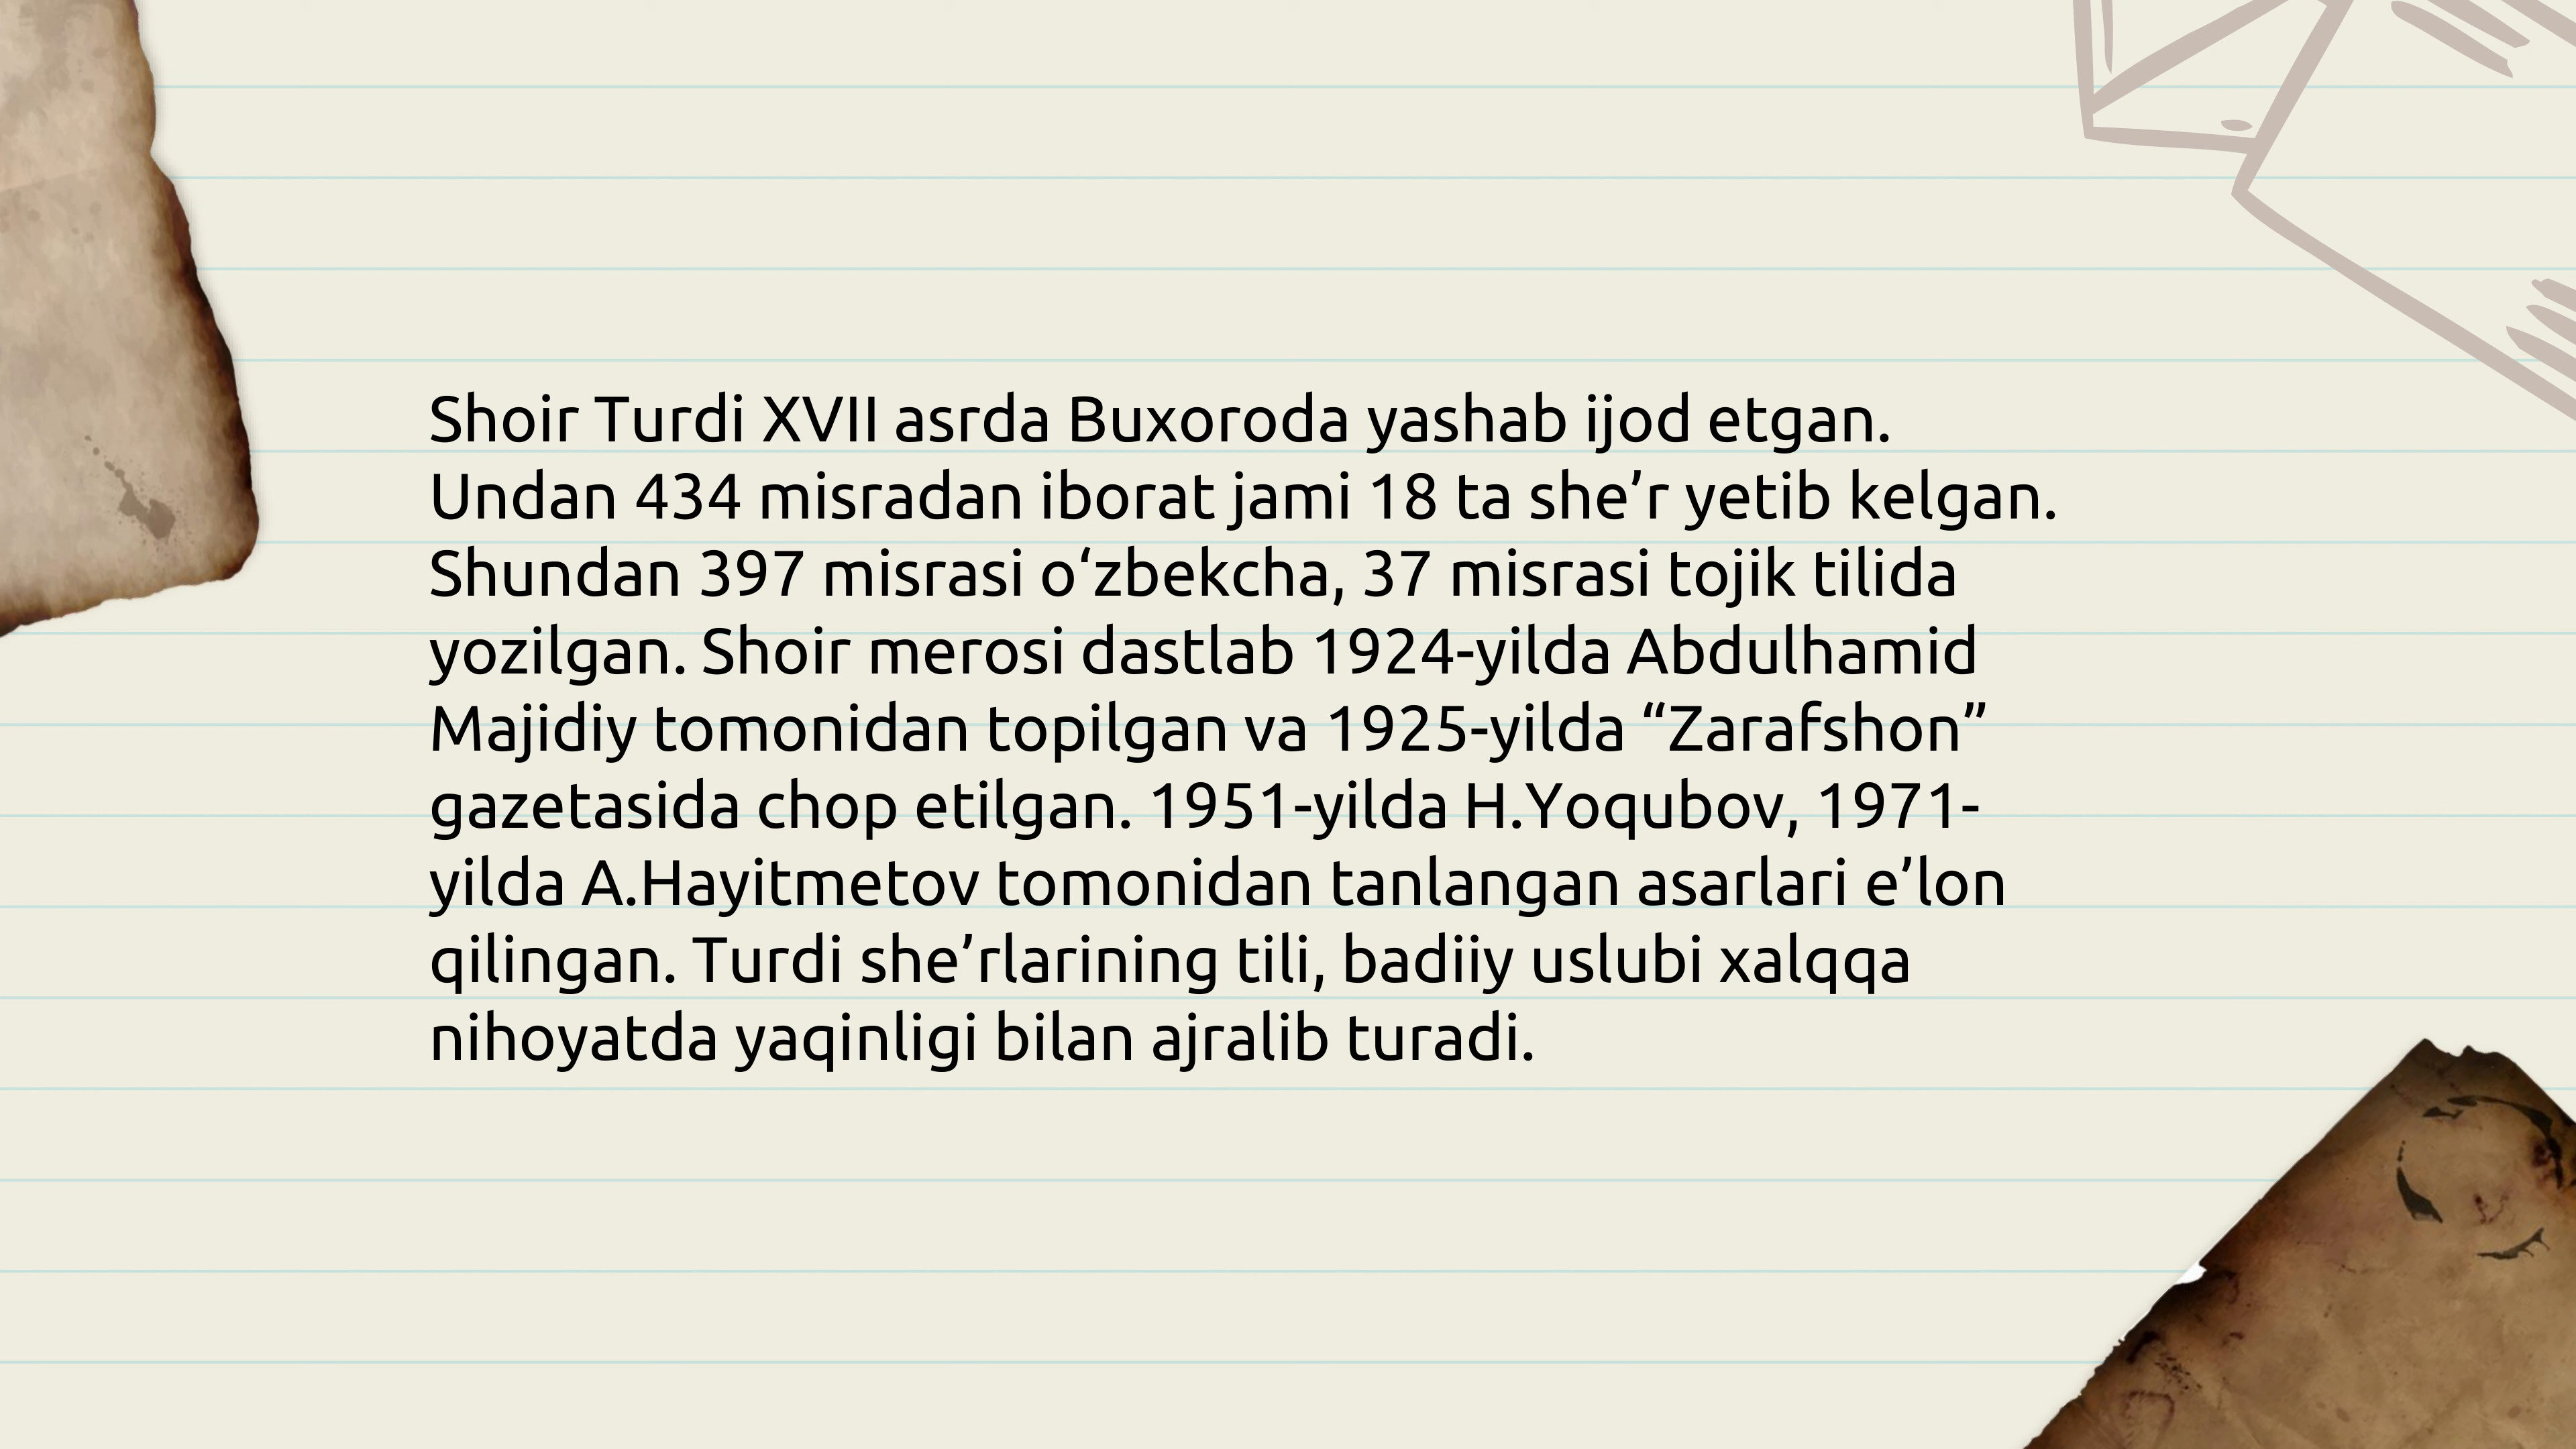 Shoir Turdi XVII asrda Buxoroda yashab ijod etgan.
Undan 434 misradan iborat jami 18 ta she’r yetib kelgan.
Shundan 397 misrasi o‘zbekcha, 37 misrasi tojik tilida
yozilgan. Shoir merosi dastlab 1924-yilda Abdulhamid
Majidiy tomonidan topilgan va 1925-yilda “Zarafshon”
gazetasida chop etilgan. 1951-yilda H.Yoqubov, 1971-
yilda A.Hayitmetov tomonidan tanlangan asarlari e’lon
qilingan. Turdi she’rlarining tili, badiiy uslubi xalqqa
nihoyatda yaqinligi bilan ajralib turadi.